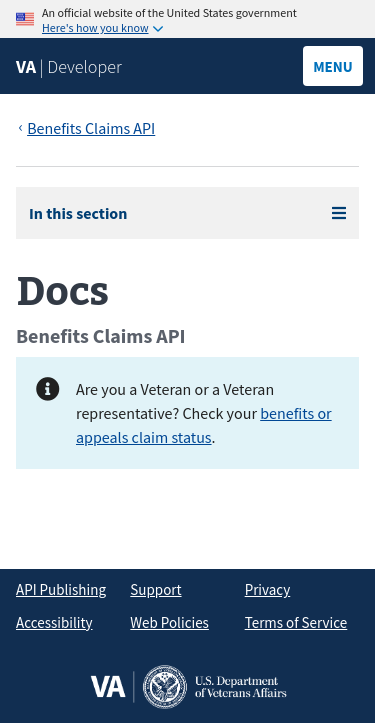 An official website of the United States government
Here's how you know
VA | Developer
MENU
‹ Benefits Claims API
In this section
Docs
Benefits Claims API
Are you a Veteran or a Veteran
representative? Check your benefits or
appeals claim status.
API Publishing Support Privacy
Accessibility Web Policies Terms of Service
VA | U.S. Department
of Veterans Affairs